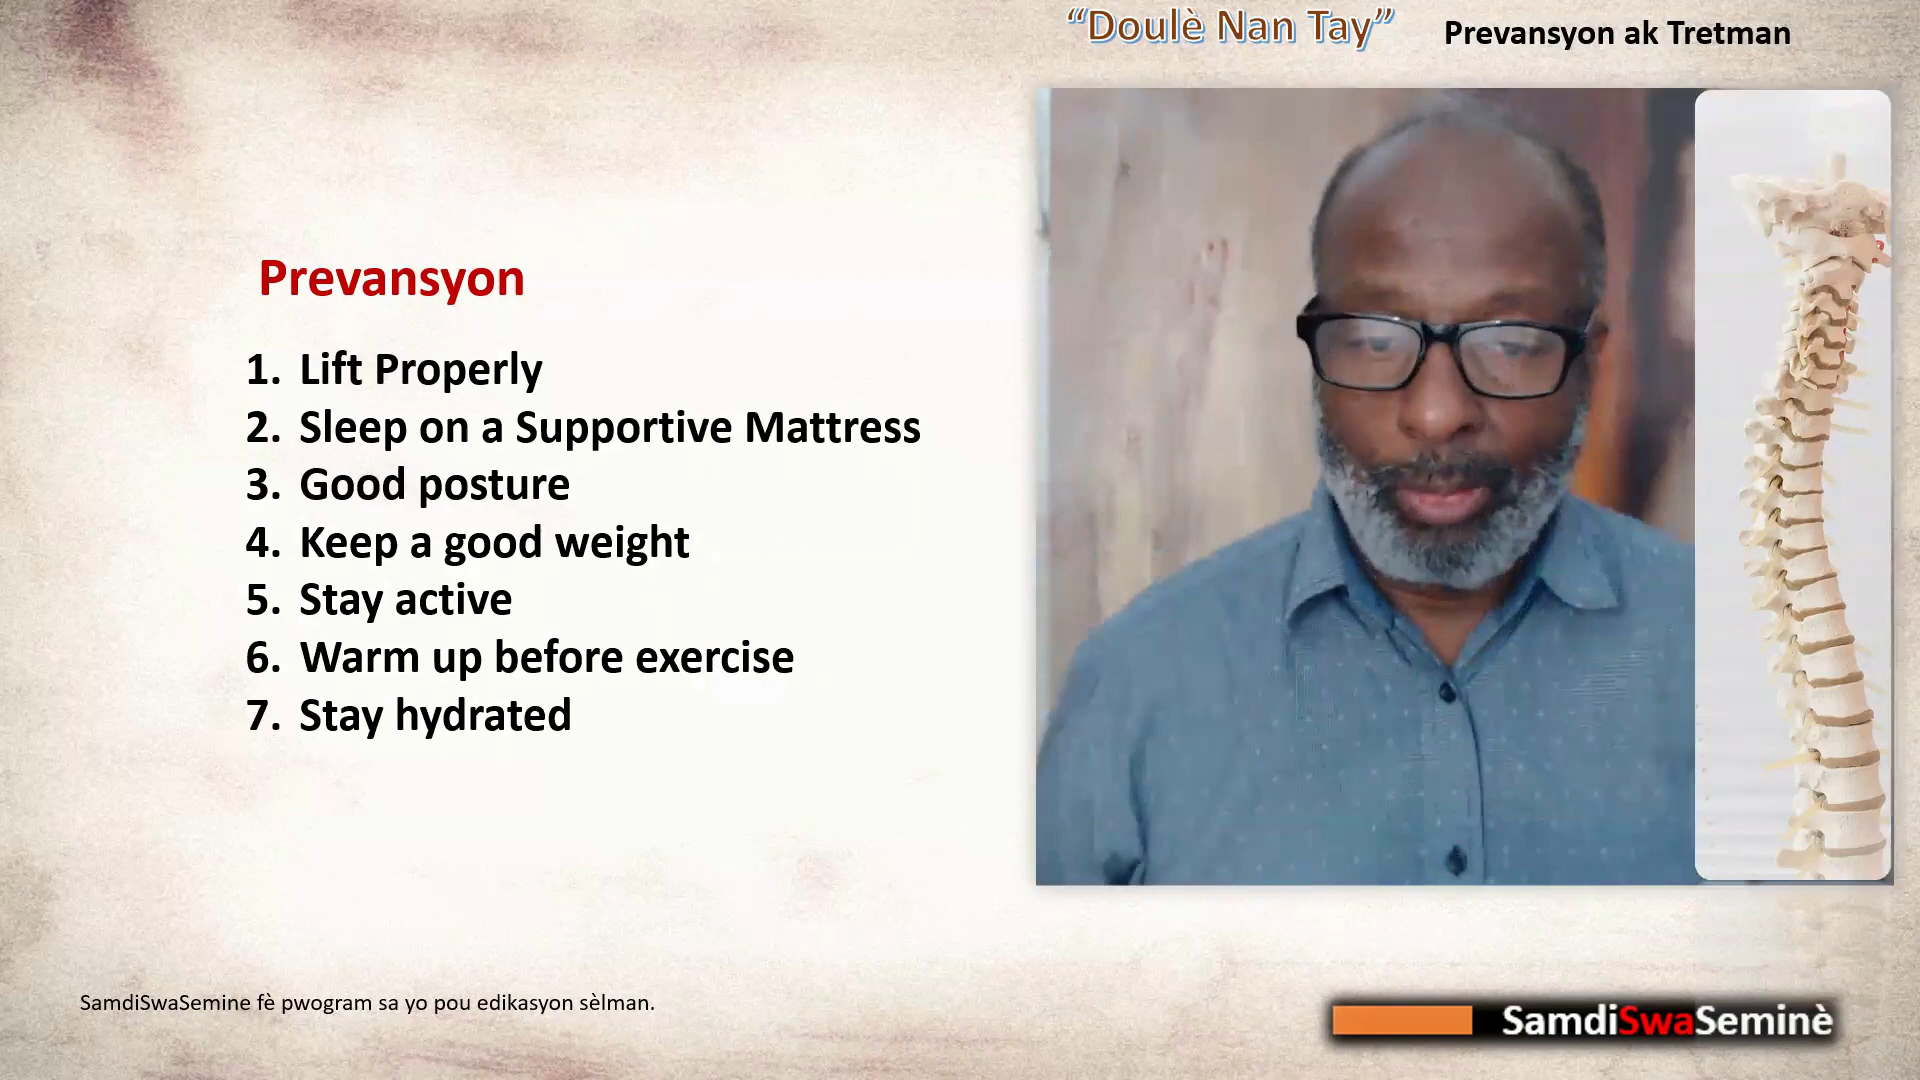 “Doulè Nan Tay” Prevansyon ak Tretman
Prevansyon
1. Lift Properly
2. Sleep on a Supportive Mattress
3. Good posture
4. Keep a good weight
5. Stay active
6. Warm up before exercise
7. Stay hydrated
SamdiSwaSemine fè pwogram sa yo pou edikasyon sèlman.
SamdiSwaSeminè